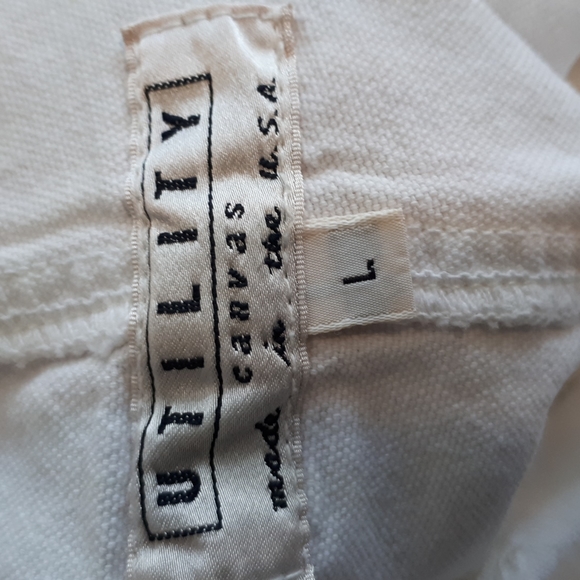 UTILITY
canvas
made in the U.S.A.
L